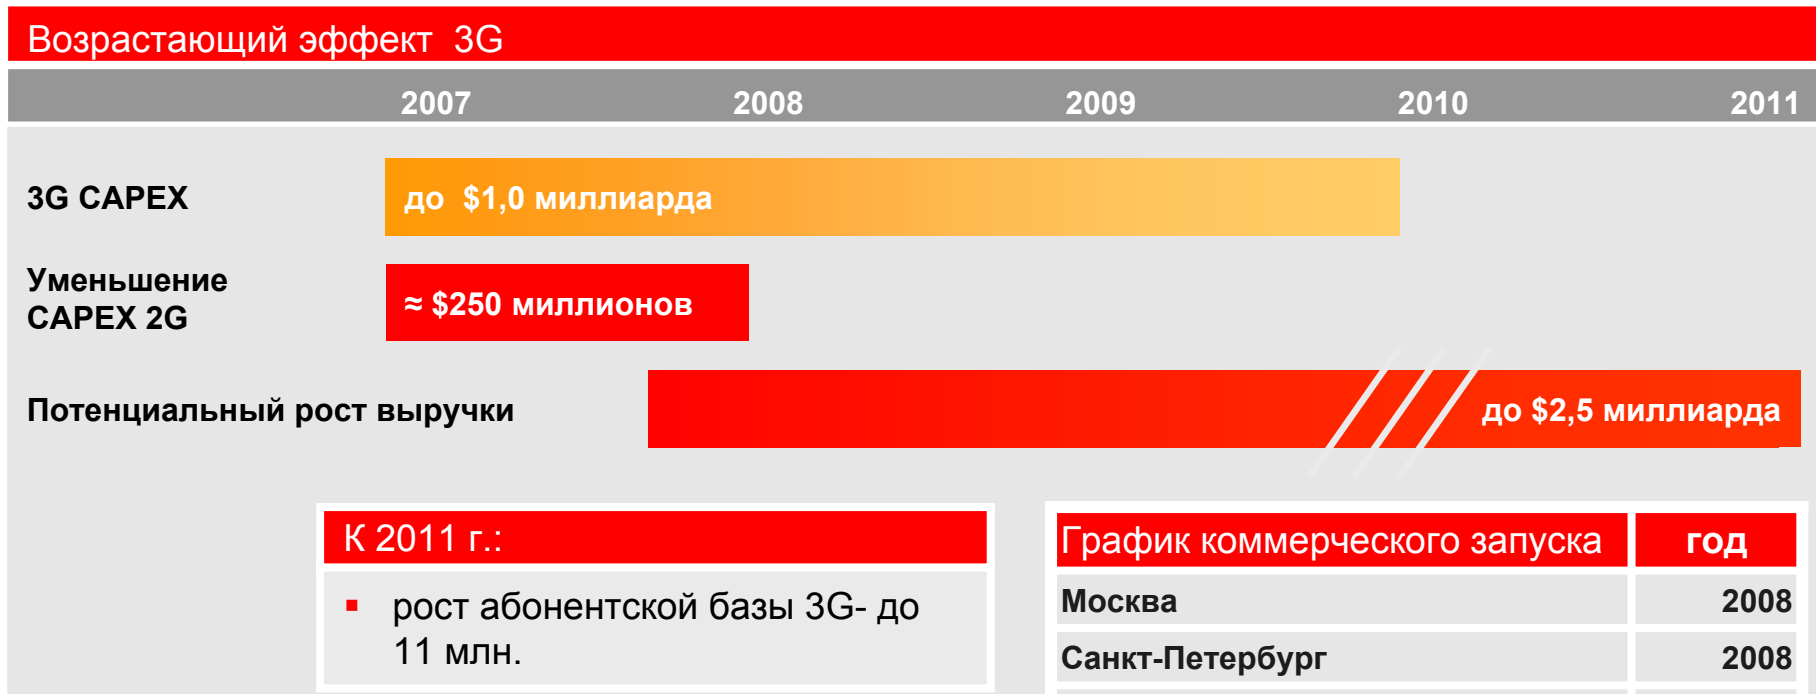 Возрастающий эффект 3G
2007 2008 2009 2010 2011
3G CAPEX
до $1,0 миллиарда
Уменьшение
CAPEX 2G
≈ $250 миллионов
Потенциальный рост выручки
до $2,5 миллиарда
К 2011 г.:
▪ рост абонентской базы 3G- до
11 млн.
График коммерческого запуска год
Москва 2008
Санкт-Петербург 2008